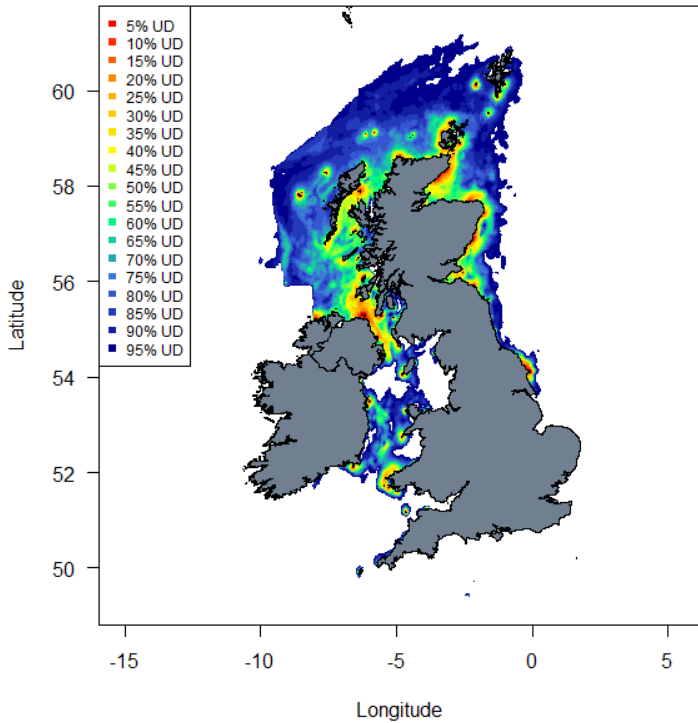 5% UD
10% UD
15% UD
20% UD
25% UD
30% UD
35% UD
40% UD
45% UD
50% UD
55% UD
60% UD
65% UD
70% UD
75% UD
80% UD
85% UD
90% UD
95% UD
Latitude
60
58
56
54
52
50
-15
-10
-5
0
5
Longitude